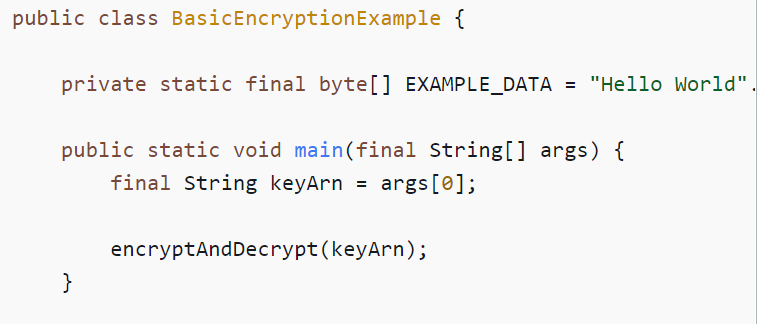 public class BasicEncryptionExample {
private static final byte[] EXAMPLE_DATA = "Hello World".
public static void main(final String[] args) {
final String keyArn = args[0];
encryptAndDecrypt(keyArn);
}